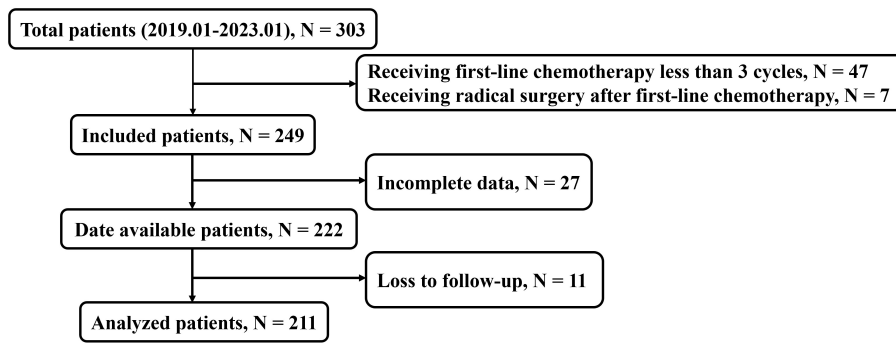 Total patients (2019.01-2023.01), N = 303
Receiving first-line chemotherapy less than 3 cycles, N = 47
Receiving radical surgery after first-line chemotherapy, N = 7
Included patients, N = 249
Incomplete data, N = 27
Date available patients, N = 222
Loss to follow-up, N = 11
Analyzed patients, N = 211